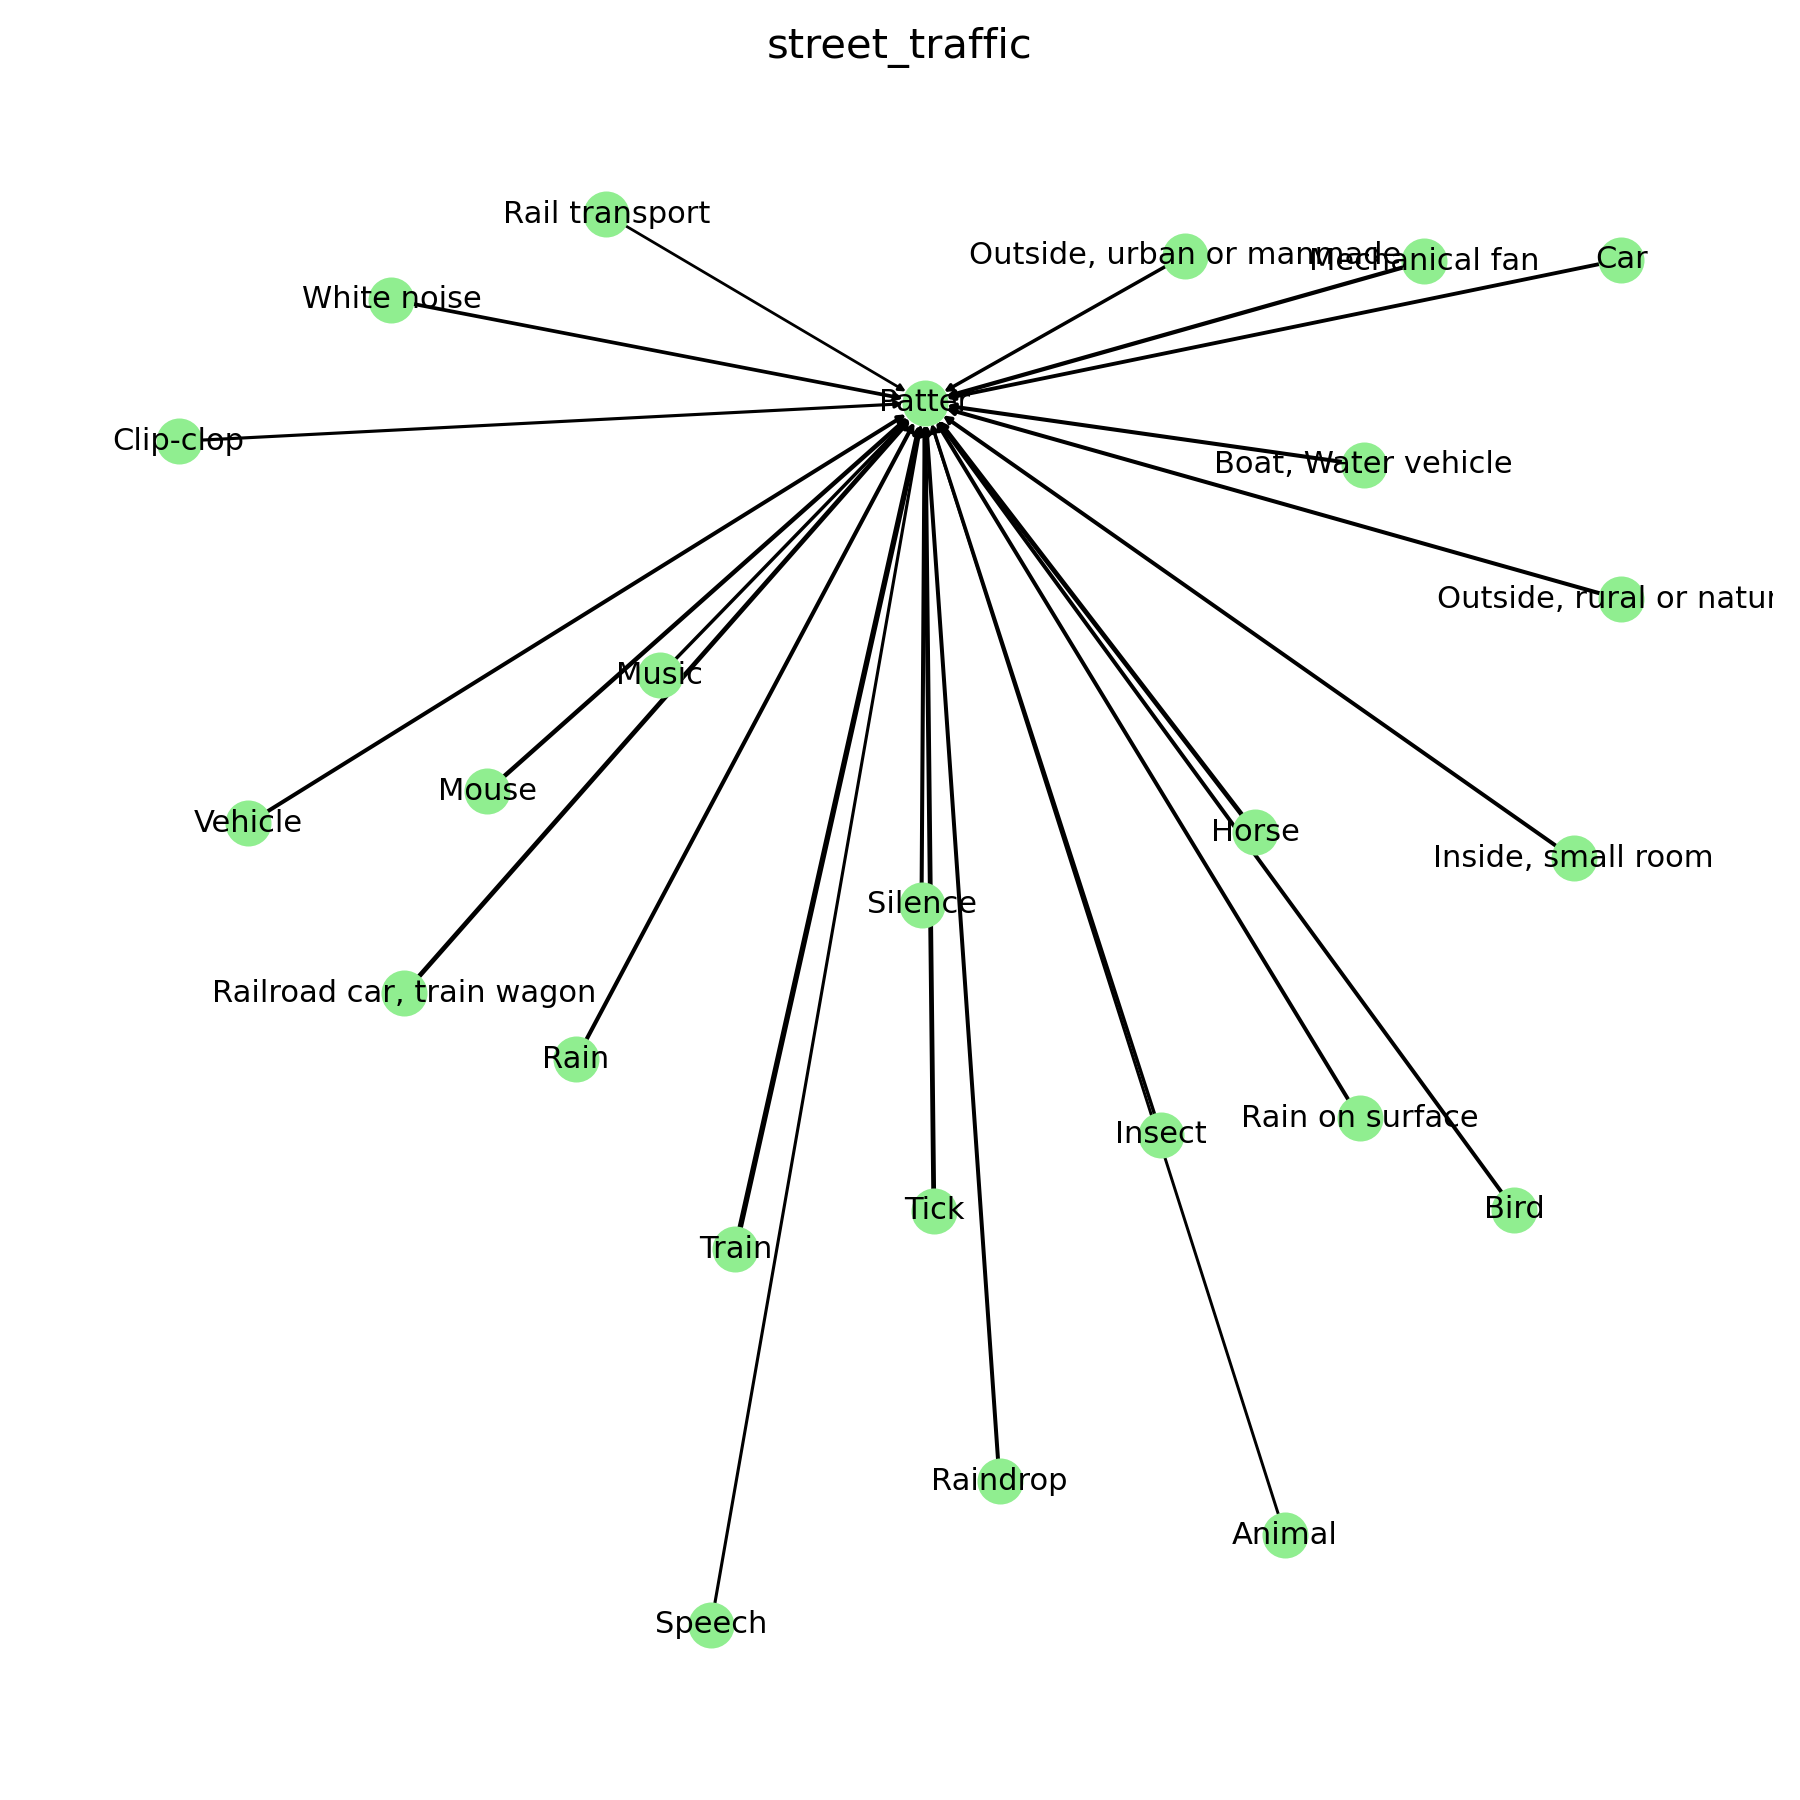 street_traffic
Rail transport
Outside, urban or manmade
Mechanical fan
Car
White noise
Patter
Clip-clop
Boat, Water vehicle
Outside, rural or natur
Music
Mouse
Vehicle
Horse
Inside, small room
Silence
Railroad car, train wagon
Rain
Rain on surface
Insect
Tick
Bird
Train
Raindrop
Animal
Speech